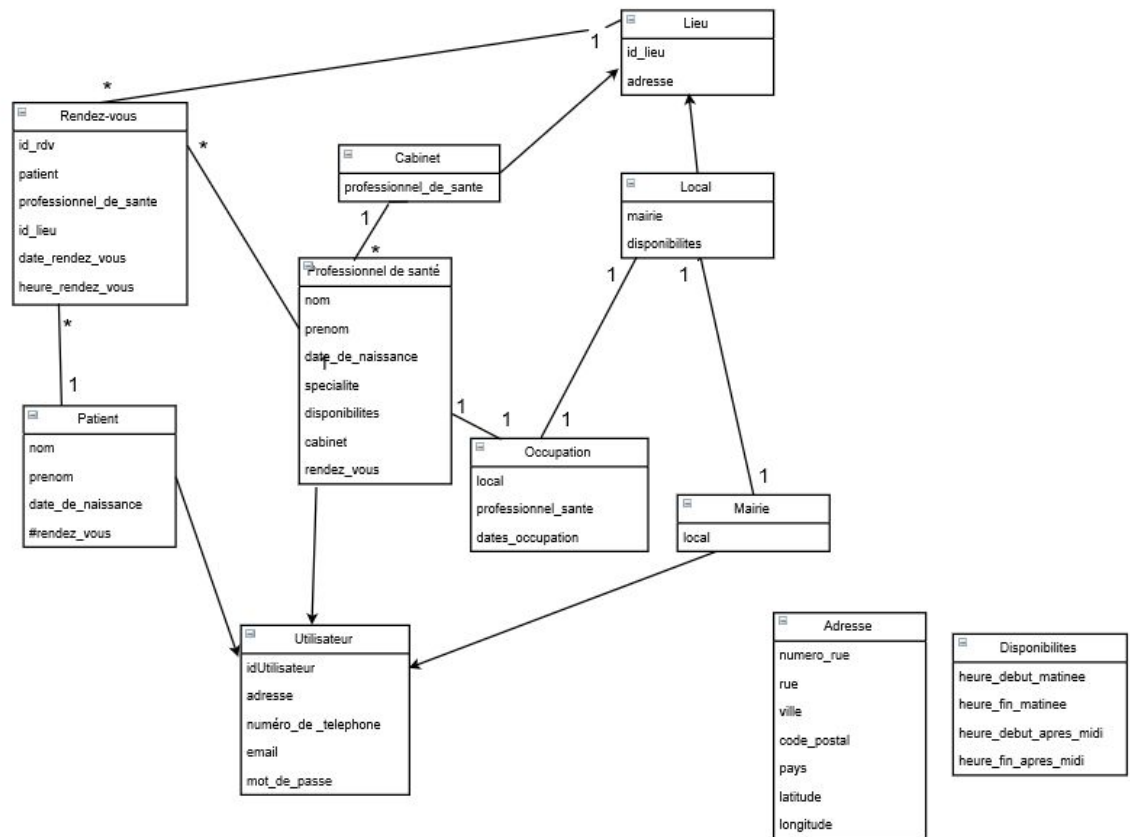 Lieu
id_lieu
adresse
1
*
Rendez-vous
id_rdv
patient
professionnel_de_sante
id_lieu
date_rendez_vous
heure_rendez_vous
*
*
1
Cabinet
professionnel_de_sante
1
*
Local
mairie
disponibilites
1
1
Professionnel de santé
nom
prenom
date_de_naissance
1
specialite
disponibilites
cabinet
rendez_vous
1
1
1
Patient
nom
prenom
date_de_naissance
#rendez_vous
Occupation
local
professionnel_sante
dates_occupation
1
Mairie
local
Utilisateur
idUtilisateur
adresse
numéro_de _telephone
email
mot_de_passe
Adresse
numero_rue
rue
ville
code_postal
pays
latitude
longitude
Disponibilites
heure_debut_matinee
heure_fin_matinee
heure_debut_apres_midi
heure_fin_apres_midi